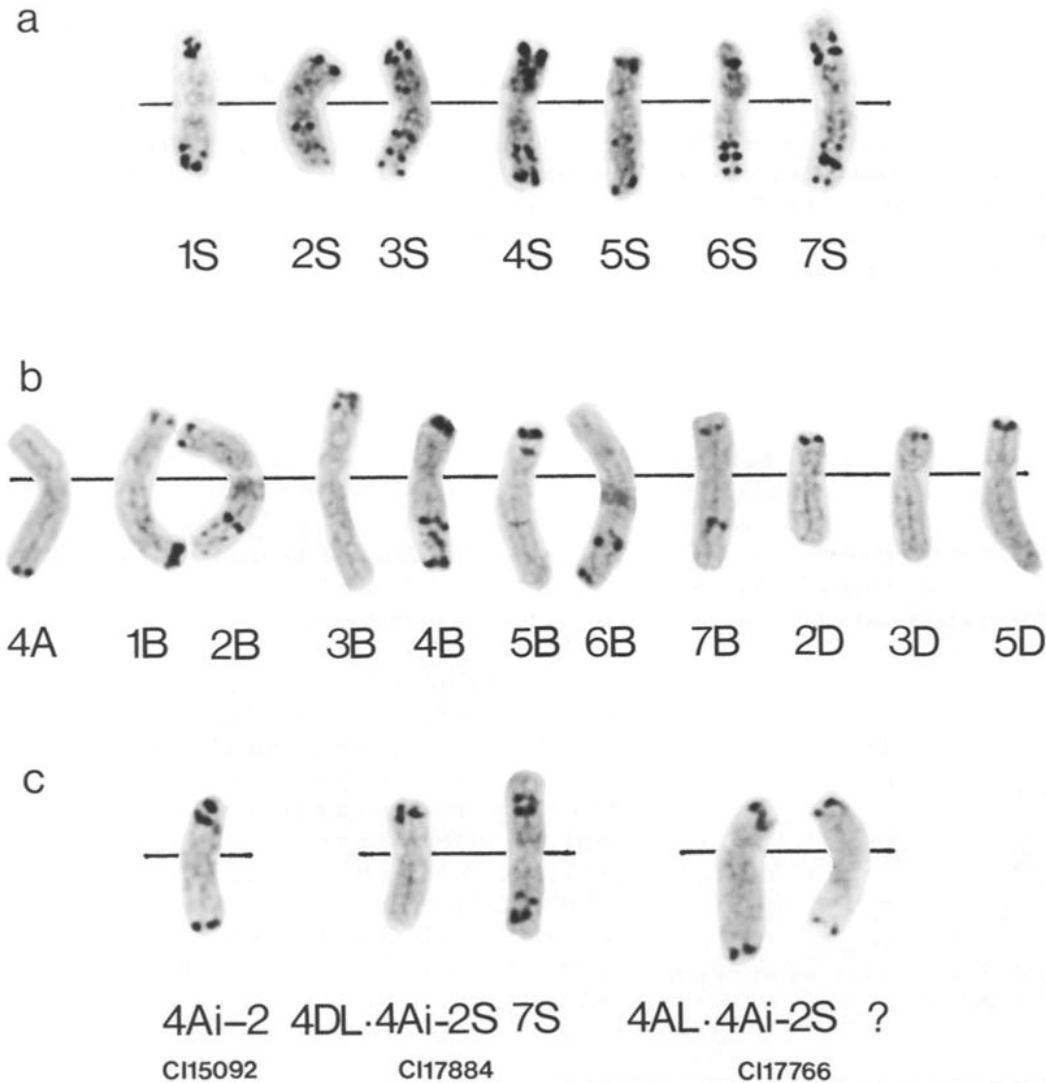 a
1S 2S 3S 4S 5S 6S 7S
b
4A 1B 2B 3B 4B 5B 6B 7B 2D 3D 5D
c
4Ai-2 4DL·4Ai-2S 7S 4AL·4Ai-2S ?
CI15092 CI17884 CI17766